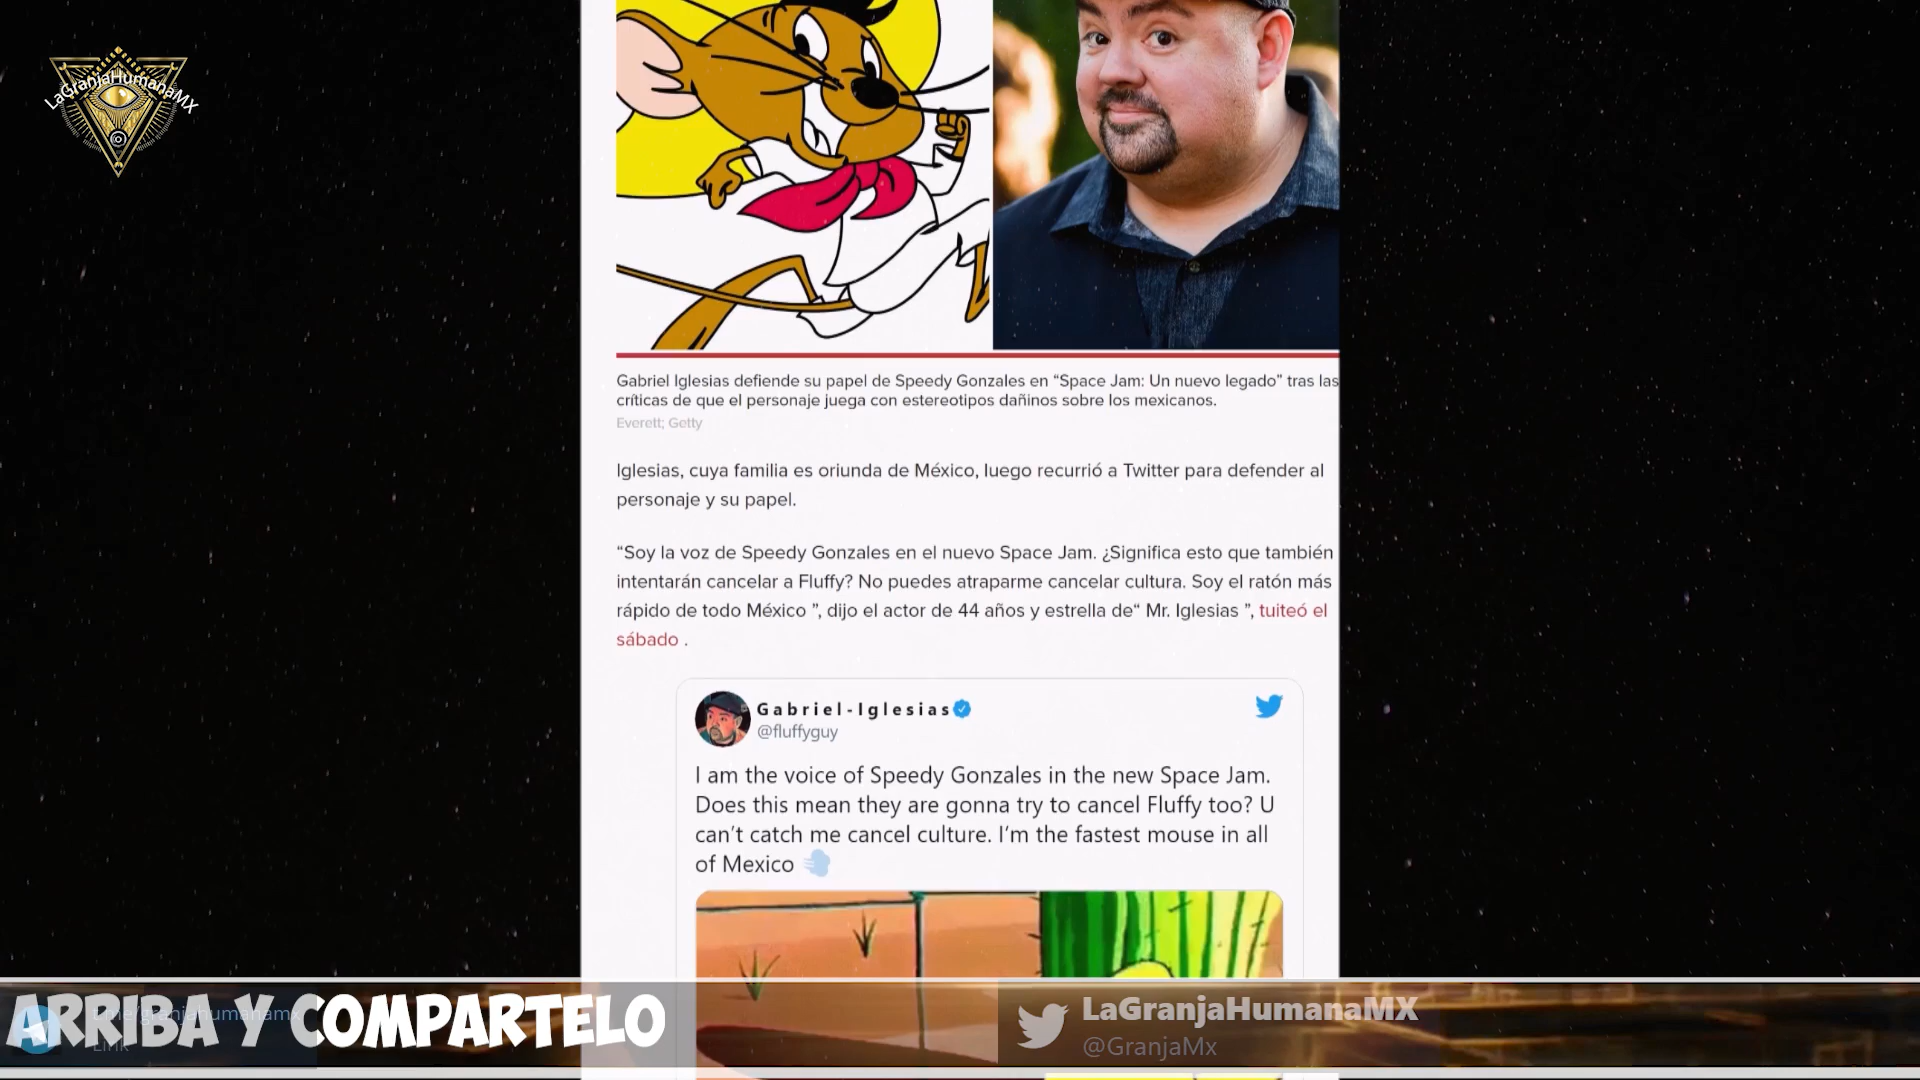 LaGranjaHumanaMX
Gabriel Iglesias defiende su papel de Speedy Gonzales en “Space Jam: Un nuevo legado” tras las
críticas de que el personaje juega con estereotipos dañinos sobre los mexicanos.
Everett; Getty
Iglesias, cuya familia es oriunda de México, luego recurrió a Twitter para defender al
personaje y su papel.
“Soy la voz de Speedy Gonzales en el nuevo Space Jam. ¿Significa esto que también
intentarán cancelar a Fluffy? No puedes atraparme cancelar cultura. Soy el ratón más
rápido de todo México ”, dijo el actor de 44 años y estrella de“ Mr. Iglesias ”, tuiteó el
sábado .
Gabriel-Iglesias
@fluffyguy
I am the voice of Speedy Gonzales in the new Space Jam.
Does this mean they are gonna try to cancel Fluffy too? U
can’t catch me cancel culture. I’m the fastest mouse in all
of Mexico
ARRIBA Y COMPARTELO
Link
LaGranjaHumanaMX
@GranjaMx